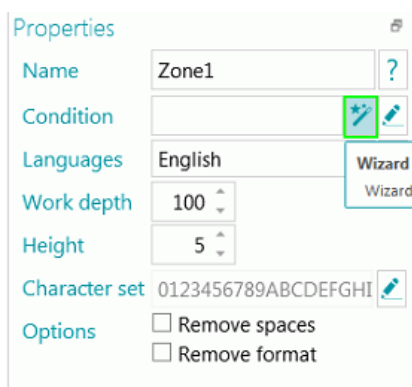 Properties
Name Zone1 ?
Condition
Languages English
Wizard
Wizard
Work depth 100
Height 5
Character set 0123456789ABCDEFGHI
Options Remove spaces
Remove format